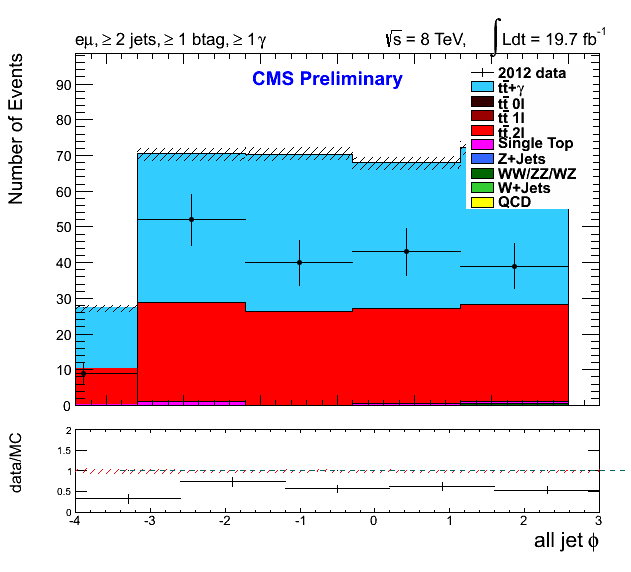 eμ, ≥ 2 jets, ≥ 1 btag, ≥ 1 γ
√s = 8 TeV, ∫ Ldt = 19.7 fb⁻¹
CMS Preliminary
2012 data
tt̄+γ
tt̄ 0l
tt̄ 1l
tt̄ 2l
Single Top
Z+Jets
WW/ZZ/WZ
W+Jets
QCD
Number of Events
90
80
70
60
50
40
30
20
10
0
data/MC
2
1.5
1
0.5
0
-4 -3 -2 -1 0 1 2 3
all jet ϕ